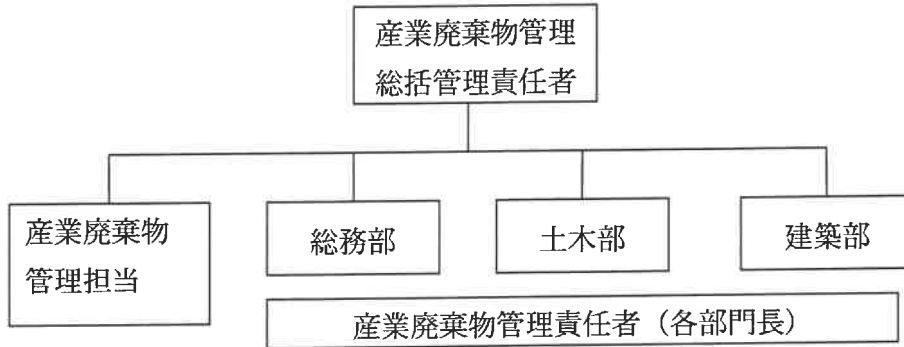 産業廃棄物管理
総括管理責任者
産業廃棄物
管理担当
総務部
土木部
建築部
産業廃棄物管理責任者（各部門長）